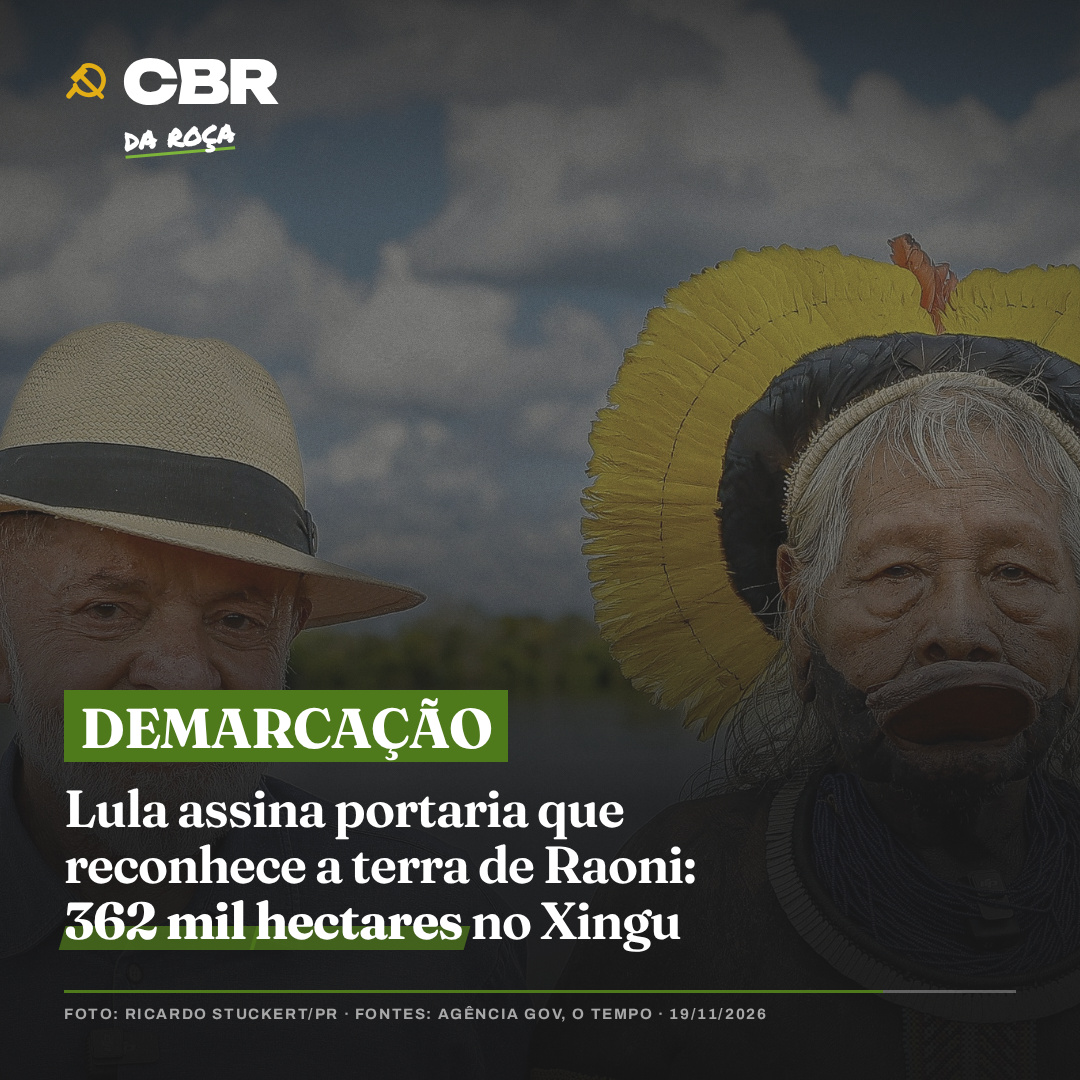 CBR
DA ROÇA
DEMARCAÇÃO
Lula assina portaria que
reconhece a terra de Raoni:
362 mil hectares no Xingu
FOTO: RICARDO STUCKERT/PR · FONTES: AGÊNCIA GOV, O TEMPO · 19/11/2026